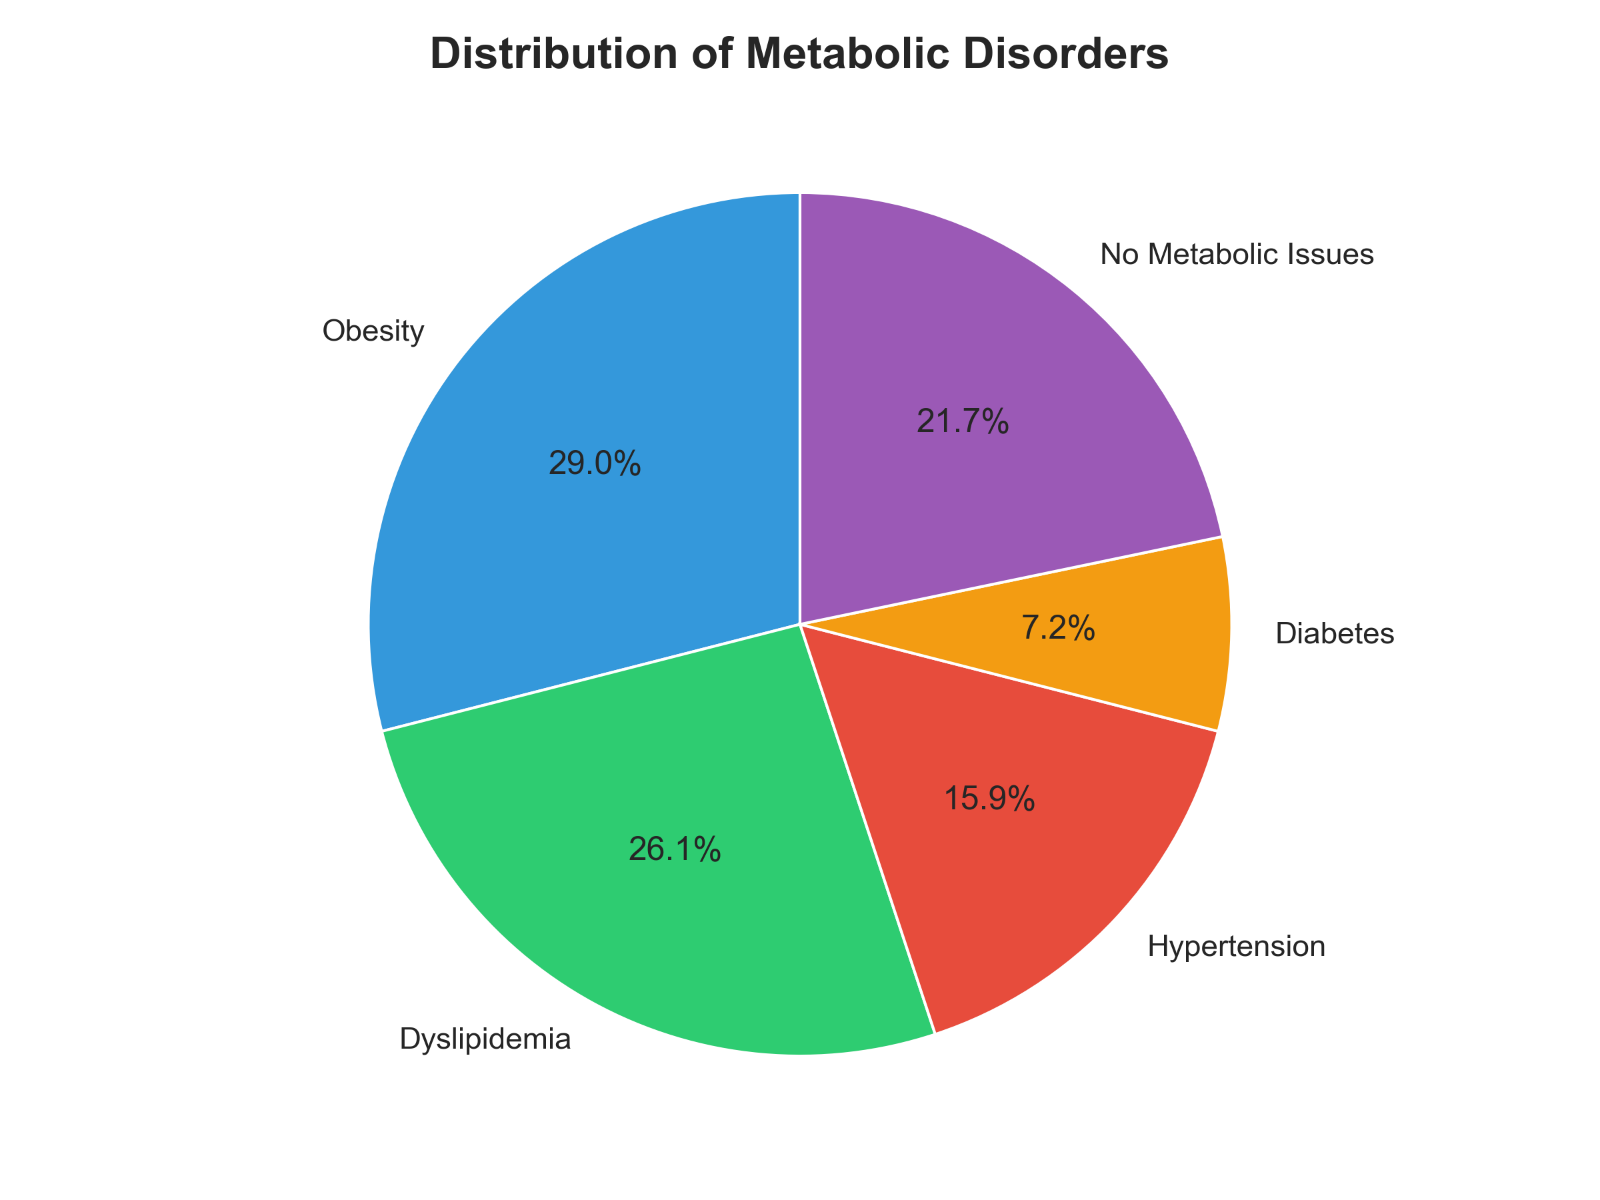 Distribution of Metabolic Disorders
No Metabolic Issues
Obesity
21.7%
29.0%
7.2%
Diabetes
15.9%
26.1%
Hypertension
Dyslipidemia